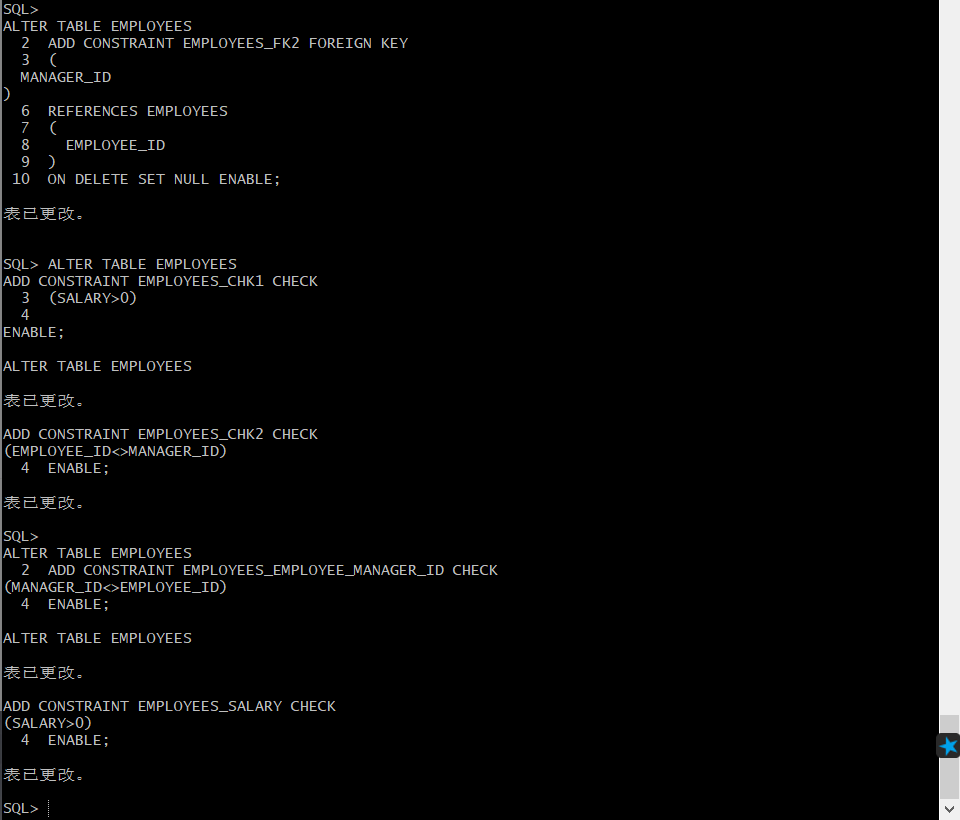 SQL>
ALTER TABLE EMPLOYEES
  2  ADD CONSTRAINT EMPLOYEES_FK2 FOREIGN KEY
  3  (
  MANAGER_ID
)
  6  REFERENCES EMPLOYEES
  7  (
  8    EMPLOYEE_ID
  9  )
 10  ON DELETE SET NULL ENABLE;
表已更改。
SQL> ALTER TABLE EMPLOYEES
ADD CONSTRAINT EMPLOYEES_CHK1 CHECK
  3  (SALARY>0)
  4
ENABLE;
ALTER TABLE EMPLOYEES
表已更改。
ADD CONSTRAINT EMPLOYEES_CHK2 CHECK
(EMPLOYEE_ID<>MANAGER_ID)
  4  ENABLE;
表已更改。
SQL>
ALTER TABLE EMPLOYEES
  2  ADD CONSTRAINT EMPLOYEES_EMPLOYEE_MANAGER_ID CHECK
(MANAGER_ID<>EMPLOYEE_ID)
  4  ENABLE;
ALTER TABLE EMPLOYEES
表已更改。
ADD CONSTRAINT EMPLOYEES_SALARY CHECK
(SALARY>0)
  4  ENABLE;
表已更改。
SQL>